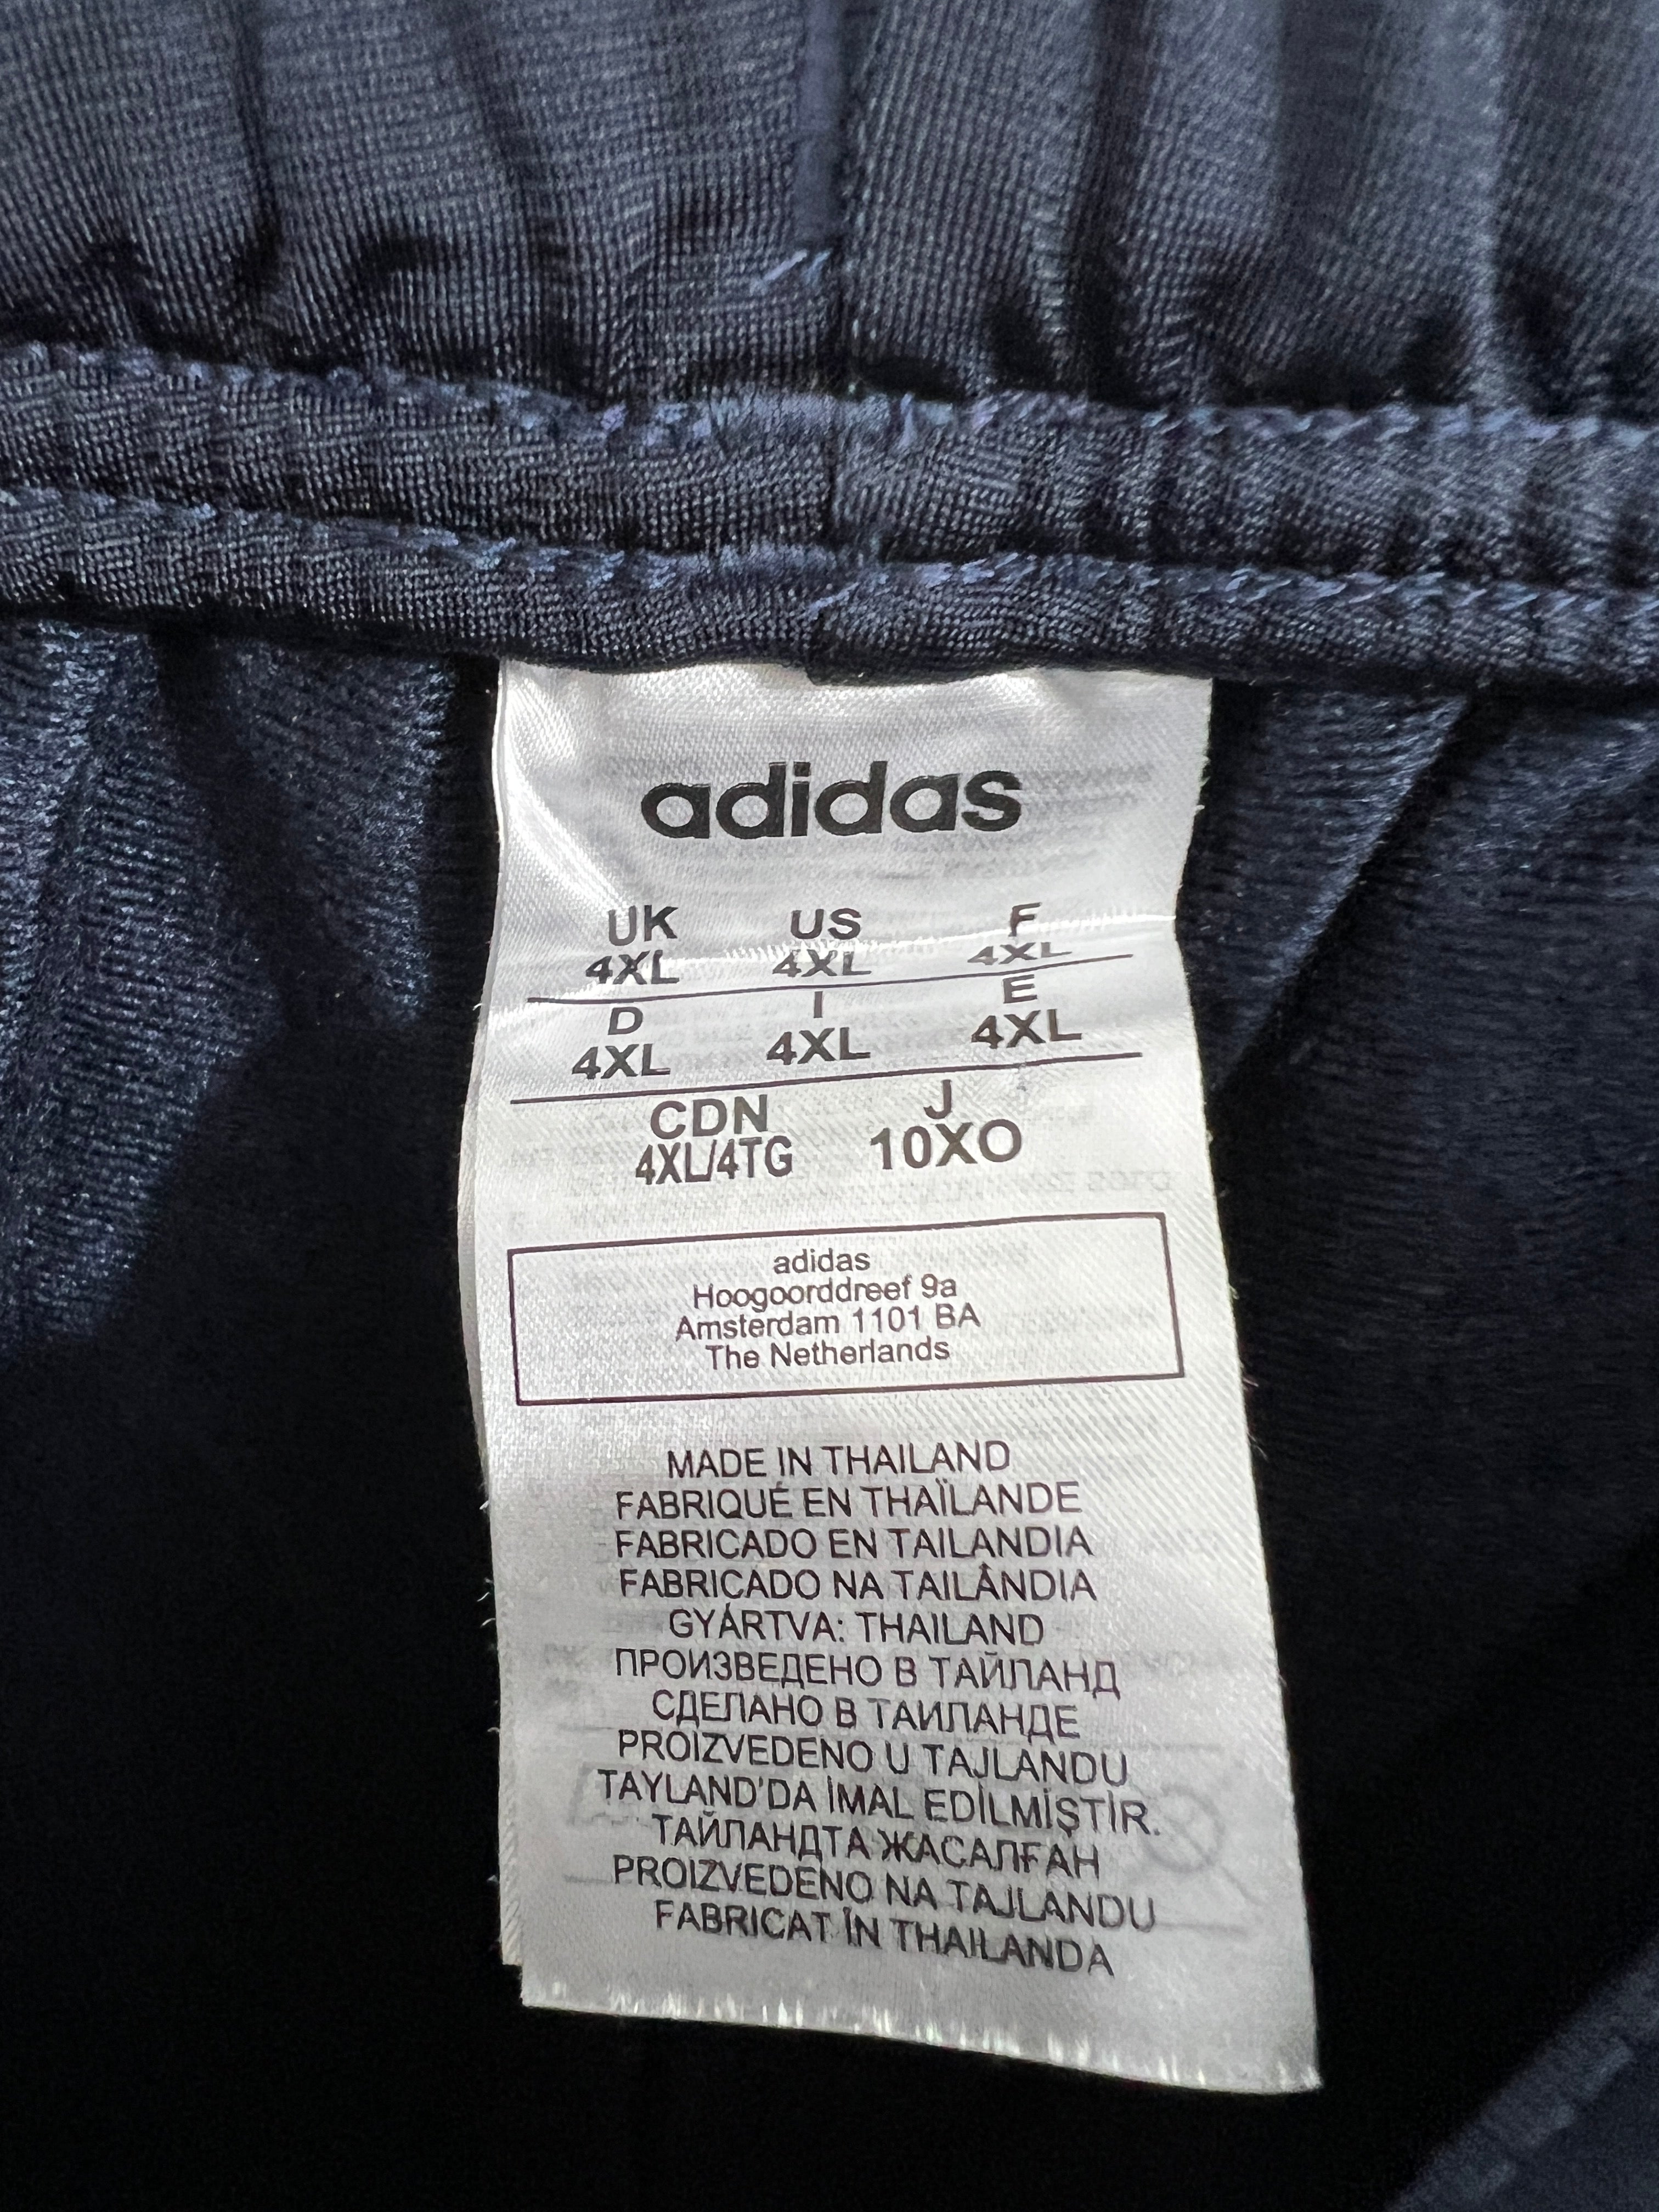 adidas
UK US F
4XL 4XL 4XL
D I E
4XL 4XL 4XL
CDN J
4XL/4TG 10XO
adidas
Hoogoorddreef 9a
Amsterdam 1101 BA
The Netherlands
MADE IN THAILAND
FABRIQUÉ EN THAÏLANDE
FABRICADO EN TAILANDIA
FABRICADO NA TAILÂNDIA
GYÁRTVA: THAILAND
ПРОИЗВЕДЕНО В ТАЙЛАНД
СДЕЛАНО В ТАИЛАНДЕ
PROIZVEDENO U TAJLANDU
TAYLAND'DA İMAL EDİLMİŞTİR.
ТАЙЛАНДТА ЖАСАЛҒАН
PROIZVEDENO NA TAJLANDU
FABRICAT ÎN THAILANDA